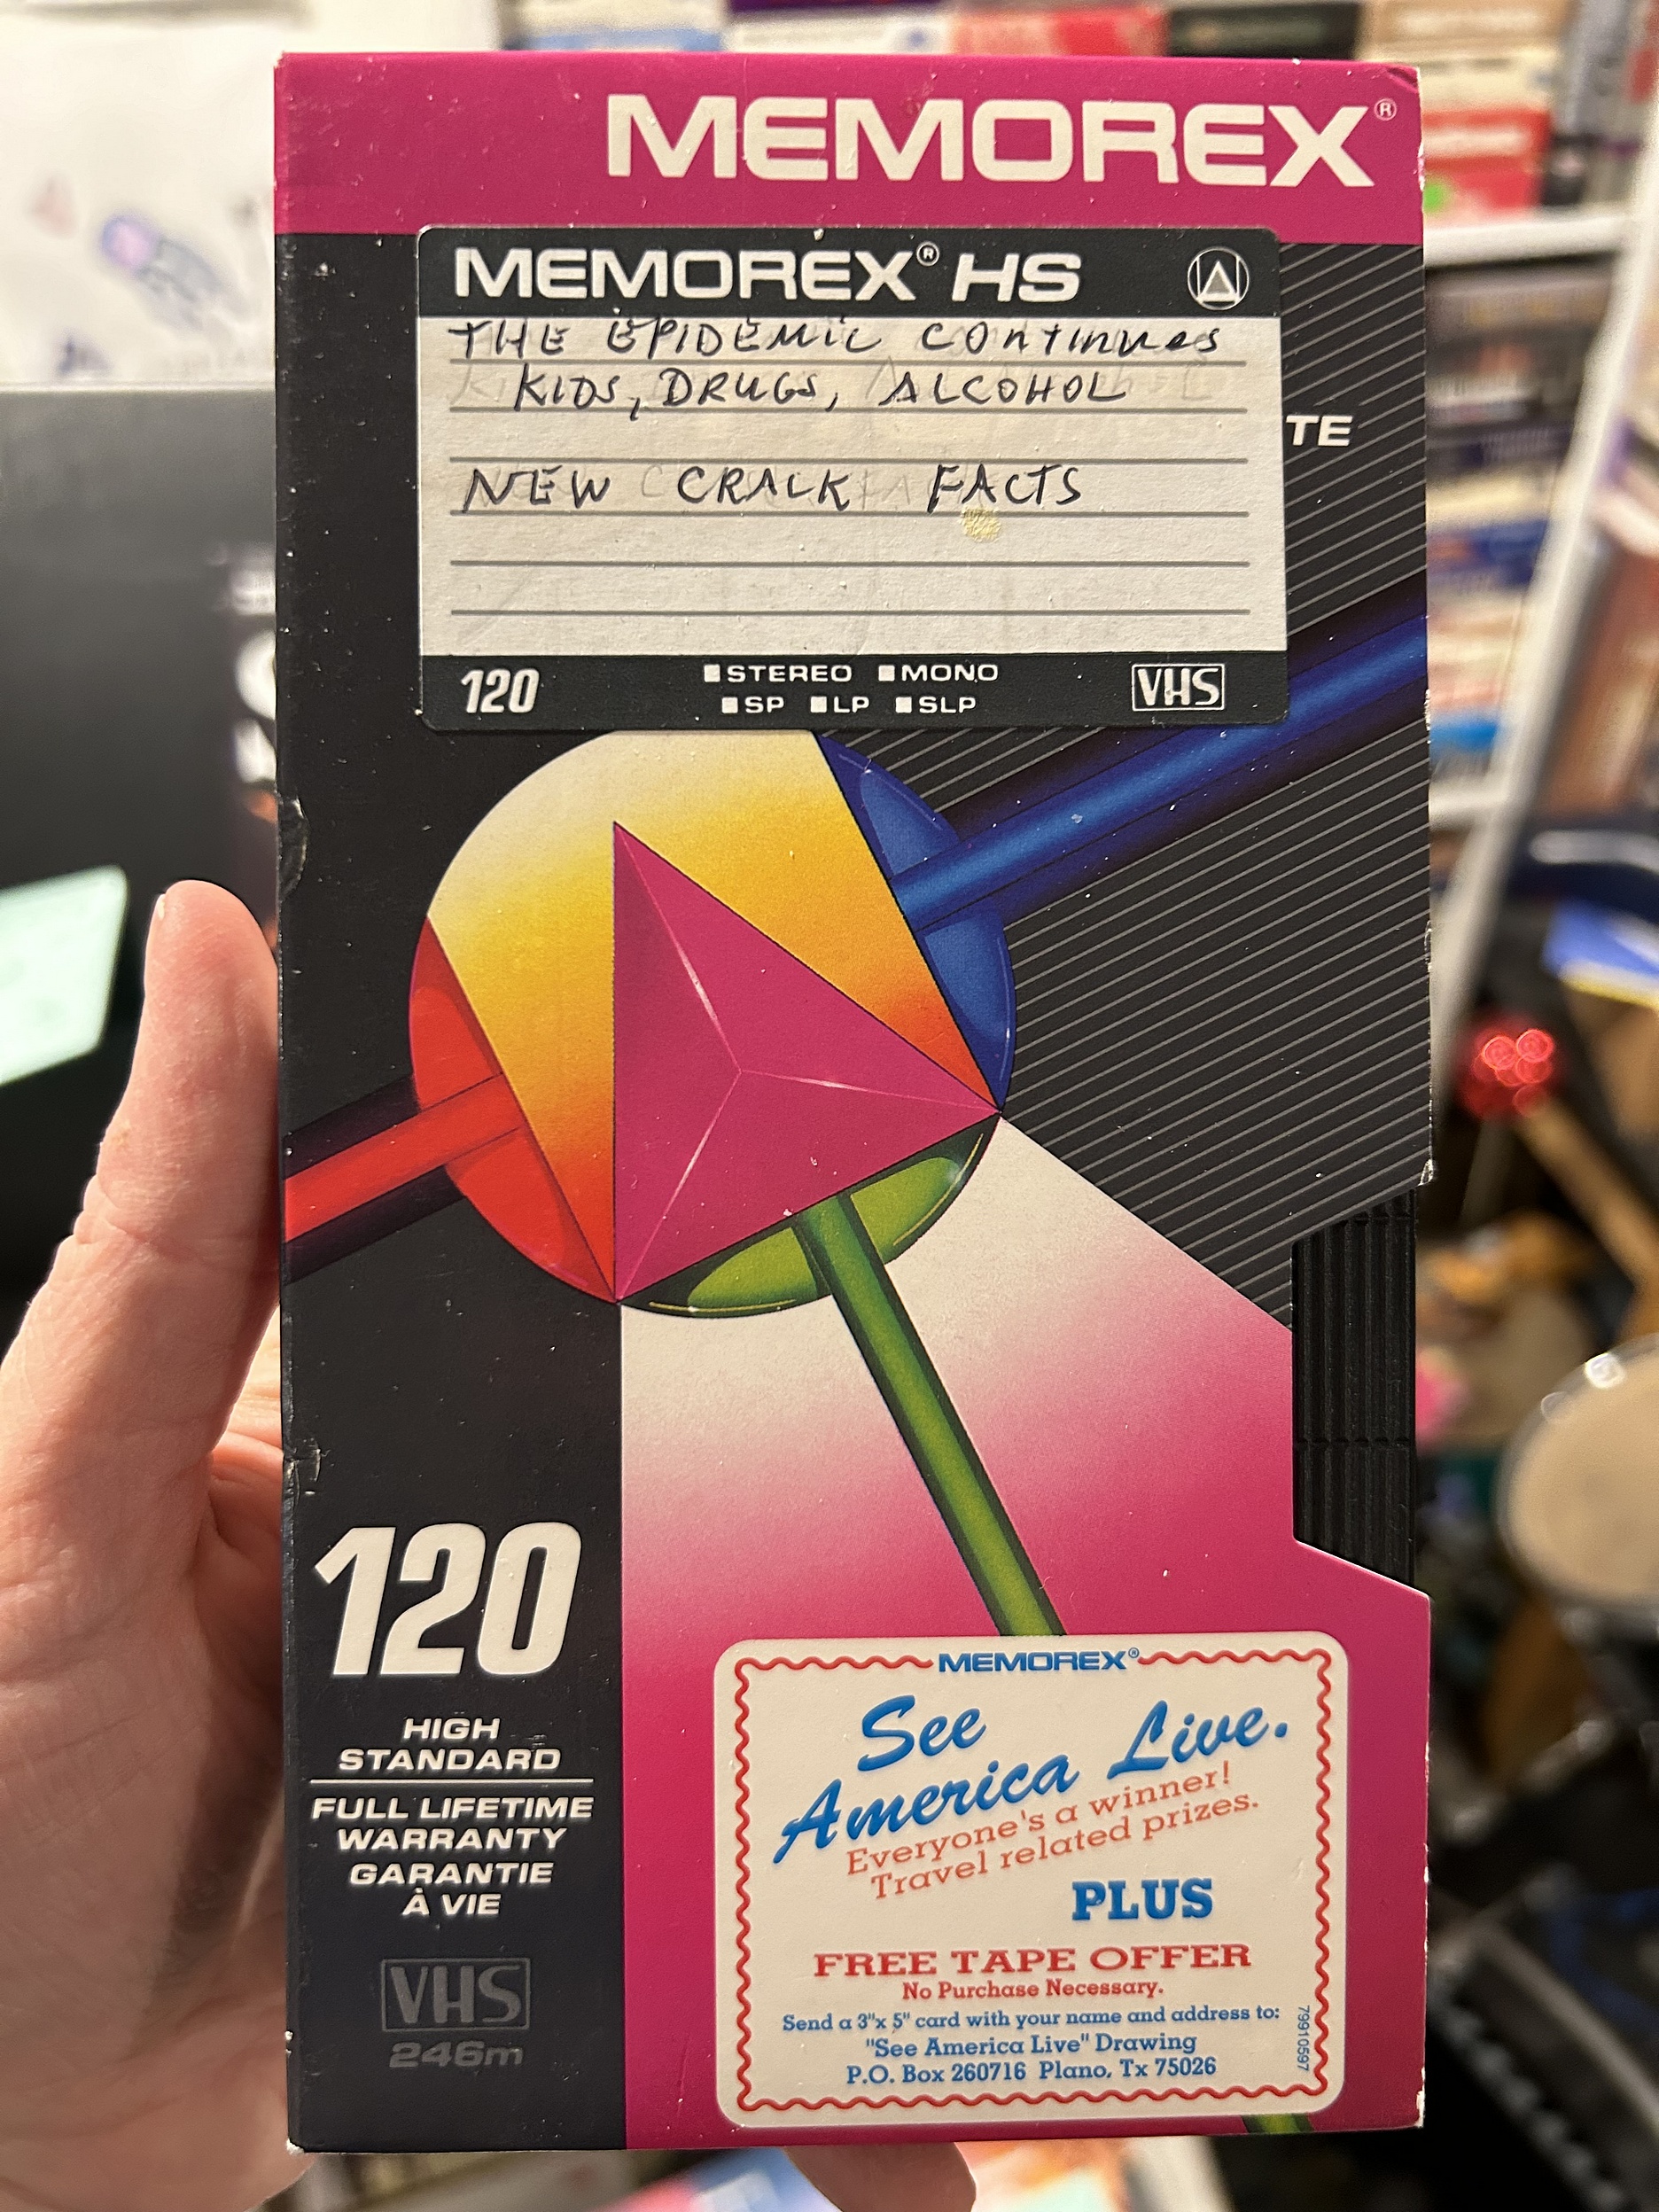 MEMOREX®
MEMOREX® HS
THE EPIDEMIC CONTINUES
KIDS, DRUGS, ALCOHOL
NEW CRACK FACTS
TE
120 STEREO MONO VHS
SP LP SLP
120
HIGH
STANDARD
FULL LIFETIME
WARRANTY
GARANTIE
À VIE
VHS
246m
MEMOREX®
See
America Live.
Everyone's a winner!
Travel related prizes.
PLUS
FREE TAPE OFFER
No Purchase Necessary.
Send a 3"x 5" card with your name and address to:
"See America Live" Drawing
P.O. Box 260716 Plano, Tx 75026
79910597